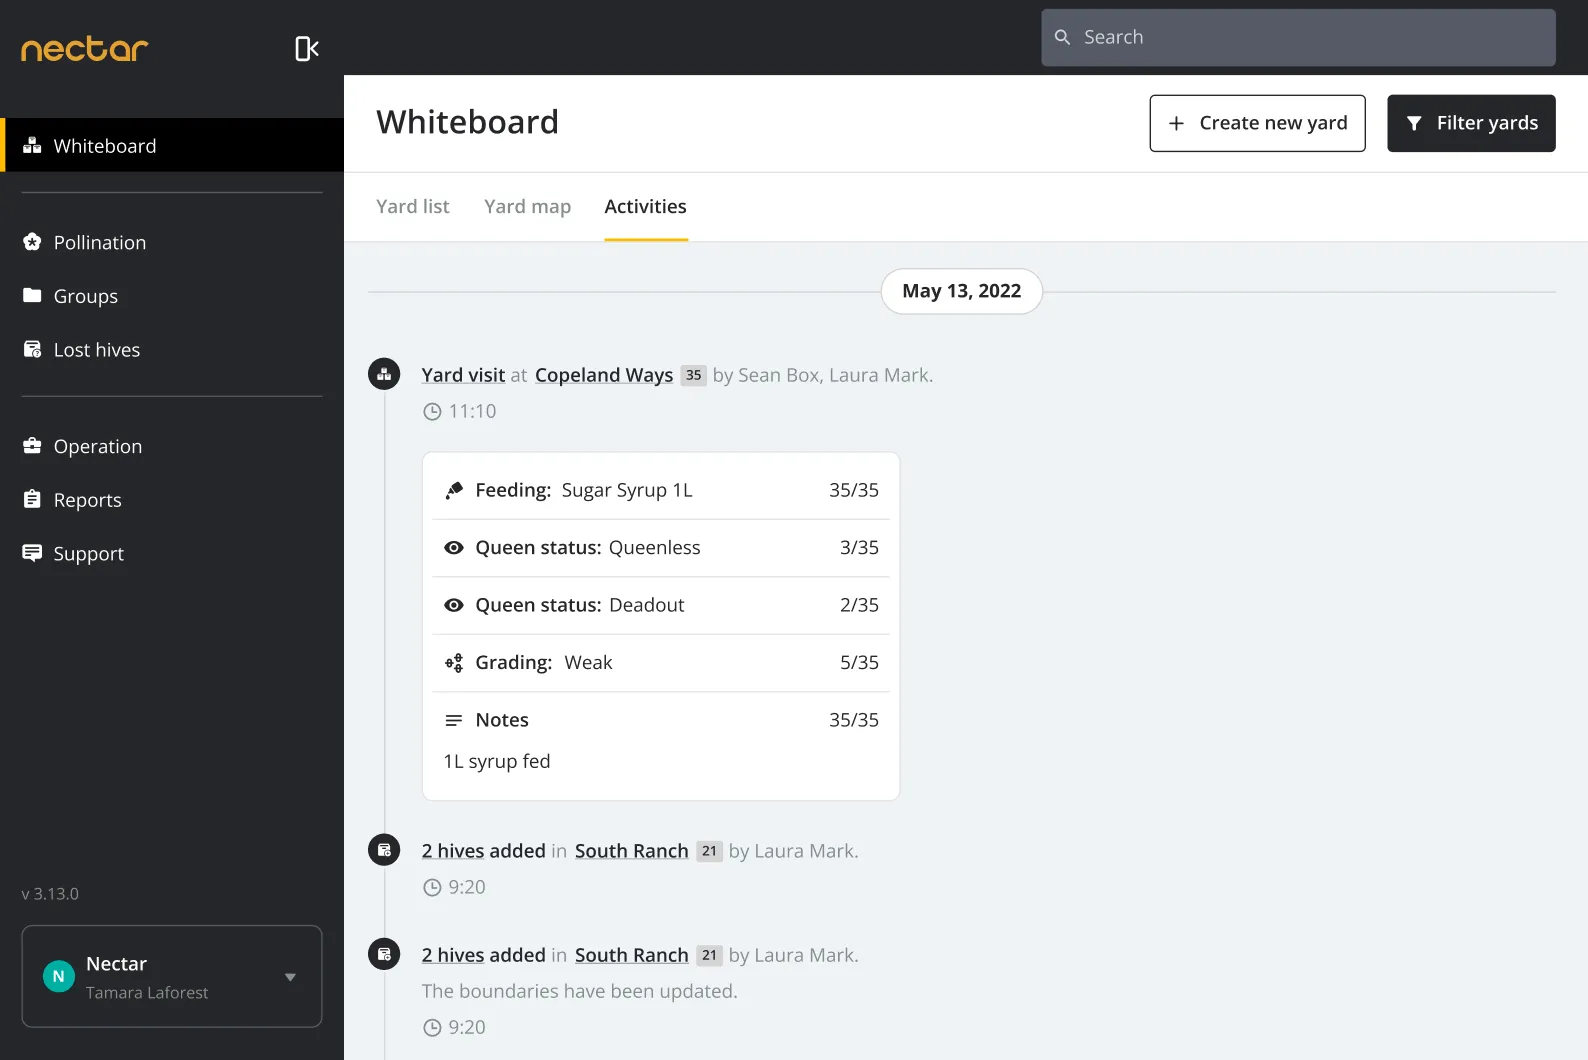 nectar
Search
Whiteboard
Pollination
Groups
Lost hives
Operation
Reports
Support
v 3.13.0
N
Nectar
Tamara Laforest
Whiteboard
Create new yard
Filter yards
Yard list Yard map Activities
May 13, 2022
Yard visit at Copeland Ways 35 by Sean Box, Laura Mark.
11:10
Feeding: Sugar Syrup 1L 35/35
Queen status: Queenless 3/35
Queen status: Deadout 2/35
Grading: Weak 5/35
Notes 35/35
1L syrup fed
2 hives added in South Ranch 21 by Laura Mark.
9:20
2 hives added in South Ranch 21 by Laura Mark.
The boundaries have been updated.
9:20